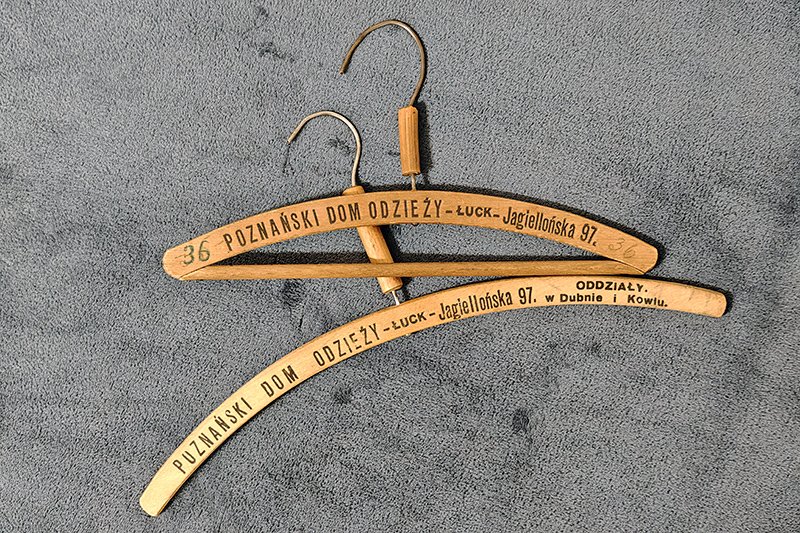 36 POZNAŃSKI DOM ODZIEŻY - ŁUCK - Jagiellońska 97. 36
POZNAŃSKI DOM ODZIEŻY - ŁUCK - Jagiellońska 97. ODDZIAŁY.
w Dubnie i Kowlu.